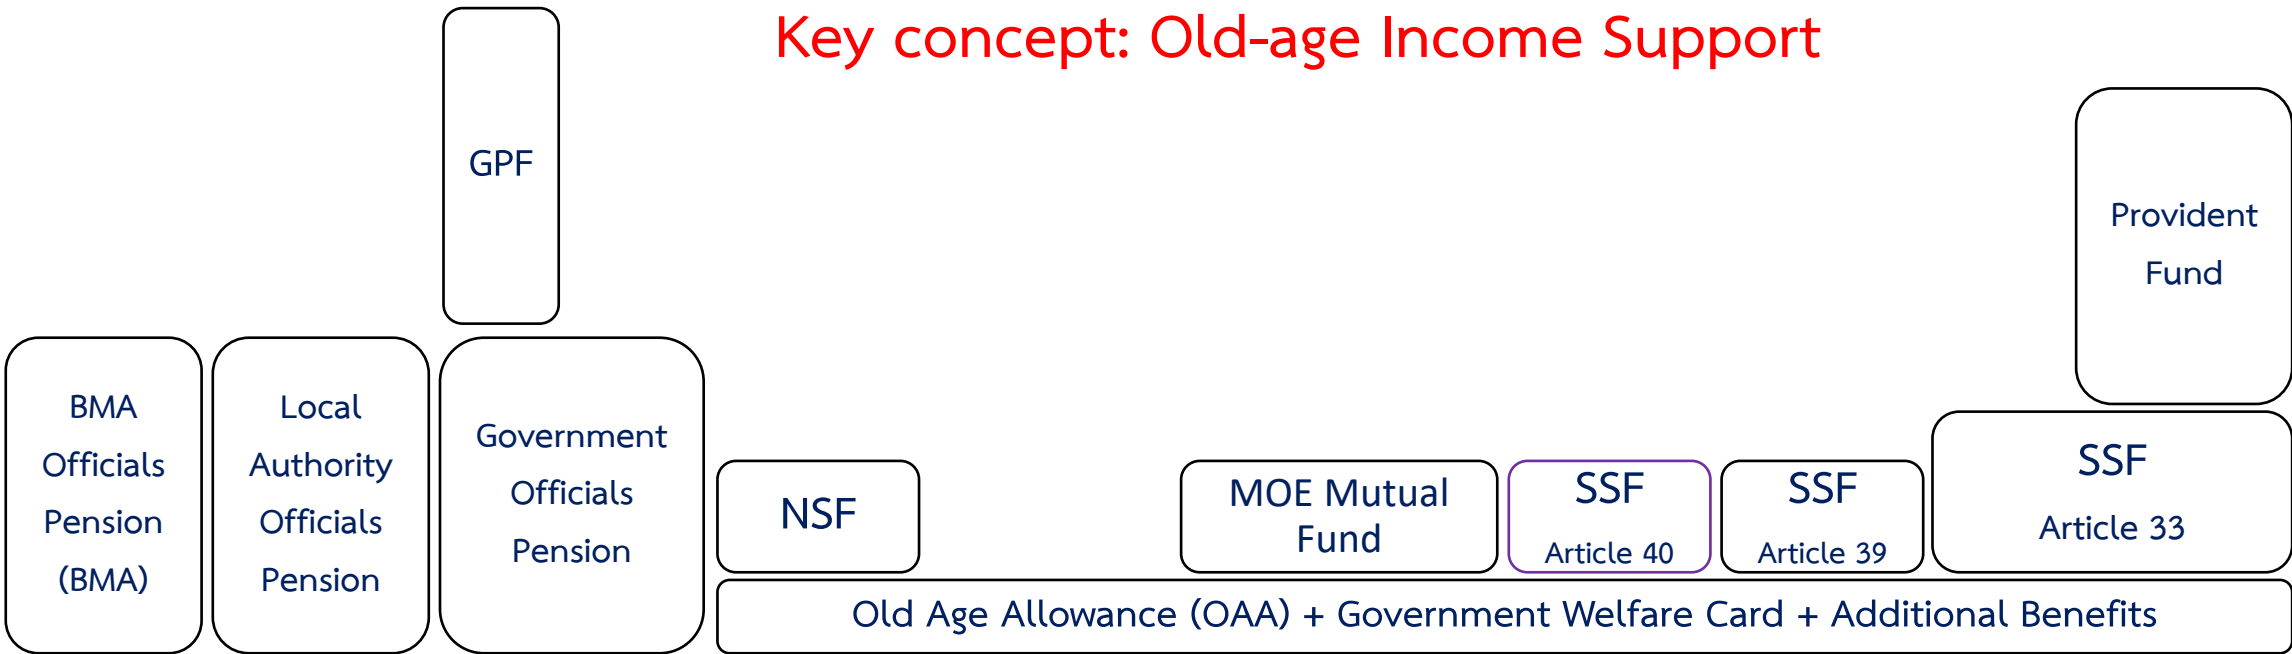 Key concept: Old-age Income Support
GPF
Provident
Fund
BMA
Officials
Pension
(BMA)
Local
Authority
Officials
Pension
Government
Officials
Pension
NSF
MOE Mutual
Fund
SSF
Article 40
SSF
Article 39
SSF
Article 33
Old Age Allowance (OAA) + Government Welfare Card + Additional Benefits